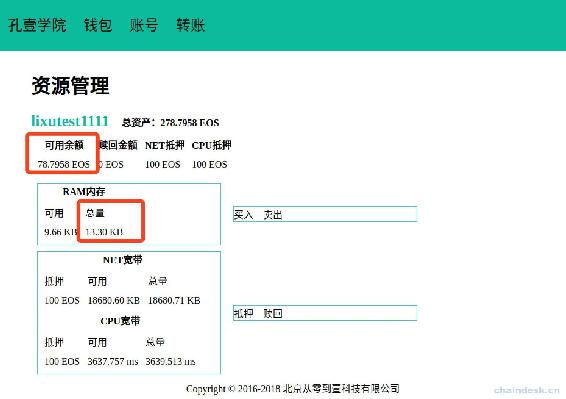 孔壹学院 钱包 账号 转账
资源管理
lixutest1111 总资产：278.7958 EOS
可用余额 赎回金额 NET抵押 CPU抵押
78.7958 EOS 0 EOS 100 EOS 100 EOS
RAM内存
可用 总量
9.66 KB 13.30 KB
买入 卖出
NET宽带
抵押 可用 总量
100 EOS 18680.60 KB 18680.71 KB
CPU宽带
抵押 可用 总量
100 EOS 3637.757 ms 3639.513 ms
抵押 赎回
Copyright © 2016-2018 北京从零到壹科技有限公司
chaindesk.cn